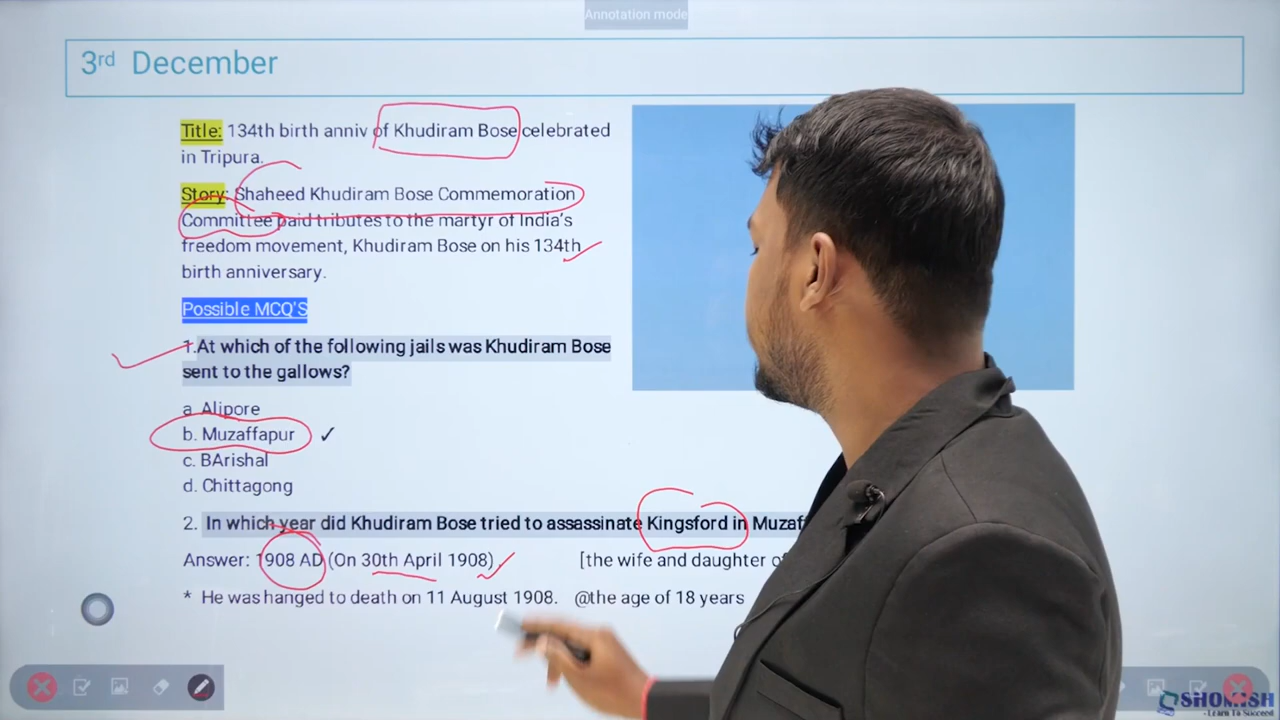 Annotation mode
3rd December
Title: 134th birth anniv of Khudiram Bose celebrated
in Tripura.
Story: Shaheed Khudiram Bose Commemoration
Committee paid tributes to the martyr of India's
freedom movement, Khudiram Bose on his 134th
birth anniversary.
Possible MCQ'S
1.At which of the following jails was Khudiram Bose
sent to the gallows?
a. Alipore
b. Muzaffapur ✓
c. BArishal
d. Chittagong
2. In which year did Khudiram Bose tried to assassinate Kingsford in
Answer: 1908 AD (On 30th April 1908) [the wife and daughter
* He was hanged to death on 11 August 1908. @the age of 18 years
SHOMISH
- Learn To Succeed